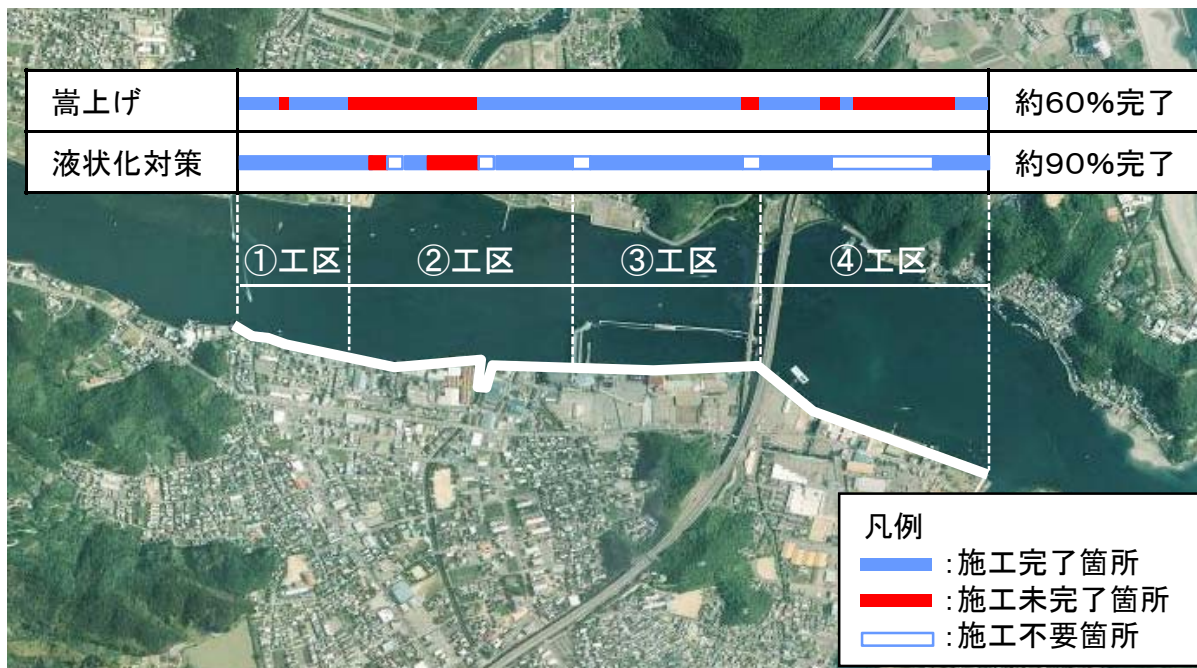 嵩上げ 約60%完了
液状化対策 約90%完了
①工区 ②工区 ③工区 ④工区
凡例
:施工完了箇所
:施工未完了箇所
:施工不要箇所